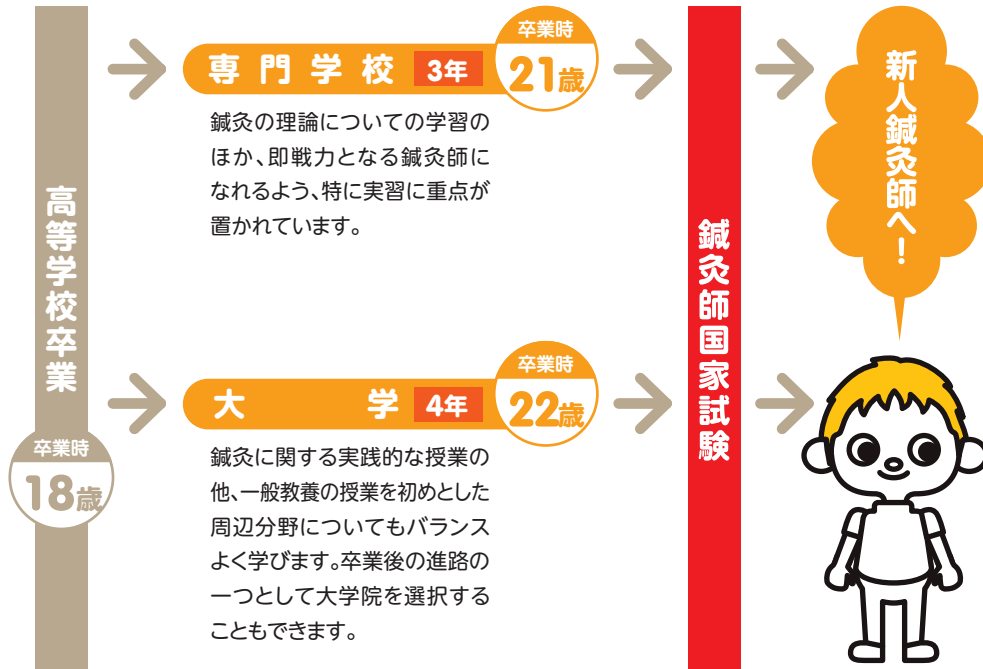 高等学校卒業
卒業時
18歳
専門学校 3年
卒業時
21歳
鍼灸の理論についての学習の
ほか、即戦力となる鍼灸師に
なれるよう、特に実習に重点が
置かれています。
大学 4年
卒業時
22歳
鍼灸に関する実践的な授業の
他、一般教養の授業を初めとした
周辺分野についてもバランス
よく学びます。卒業後の進路の
一つとして大学院を選択する
こともできます。
鍼灸師国家試験
新人鍼灸師へ！